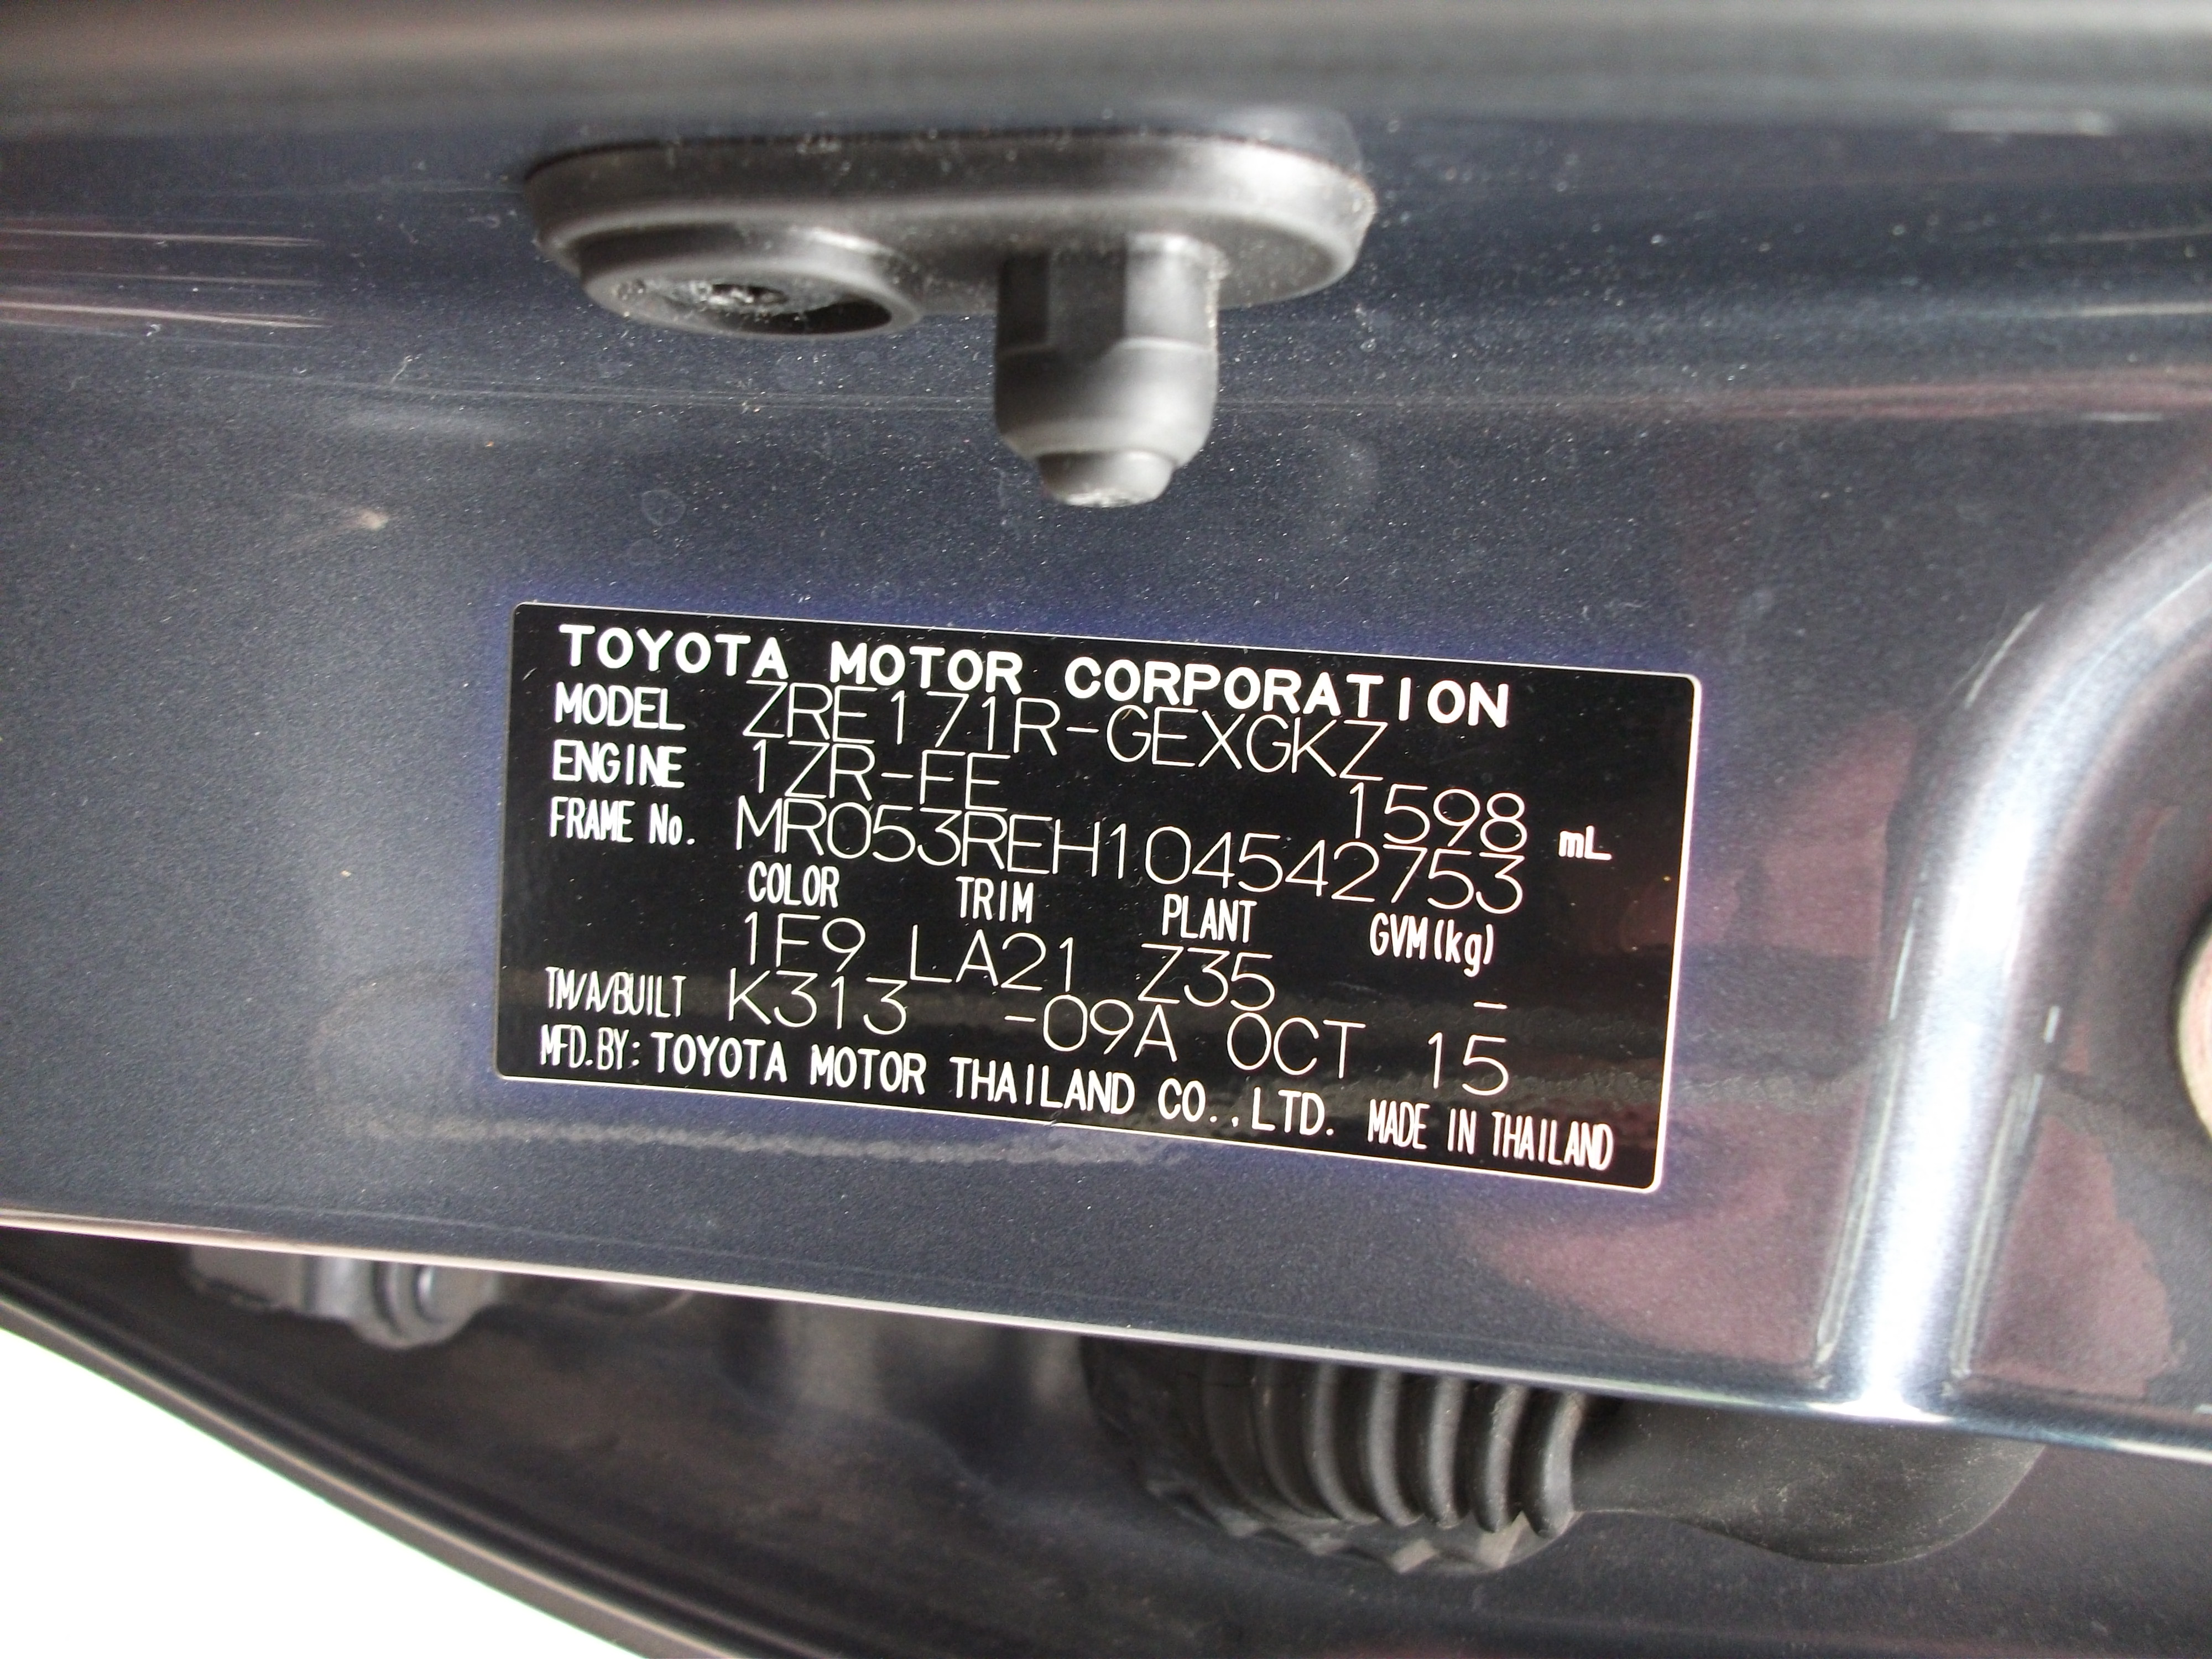 TOYOTA MOTOR CORPORATION
MODEL ZRE171R-GEXGKZ
ENGINE 1ZR-FE 1598 mL
FRAME No. MR053REH104542753
COLOR TRIM PLANT GVM(kg)
1F9 LA21 Z35 -
TM/A/BUILT K313 -09A OCT 15
MFD.BY: TOYOTA MOTOR THAILAND CO.,LTD. MADE IN THAILAND